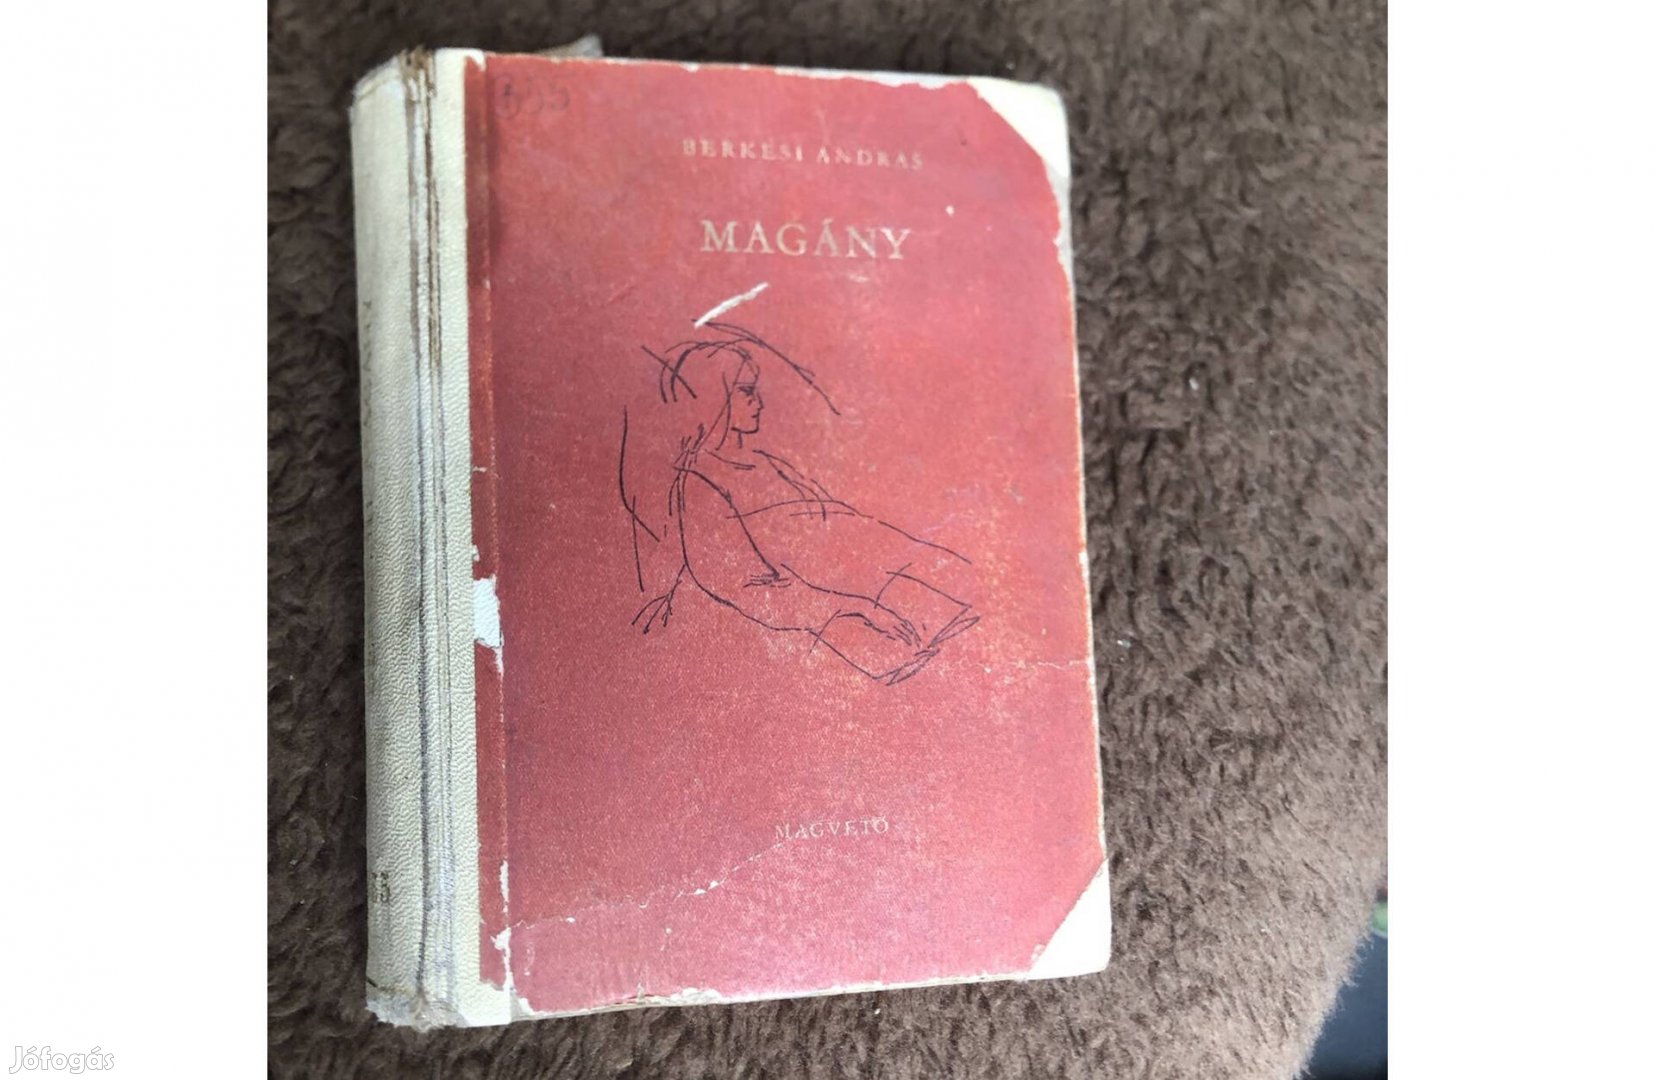 BERKESI ANDRÁS
MAGÁNY
MAGVETŐ
Jófogás